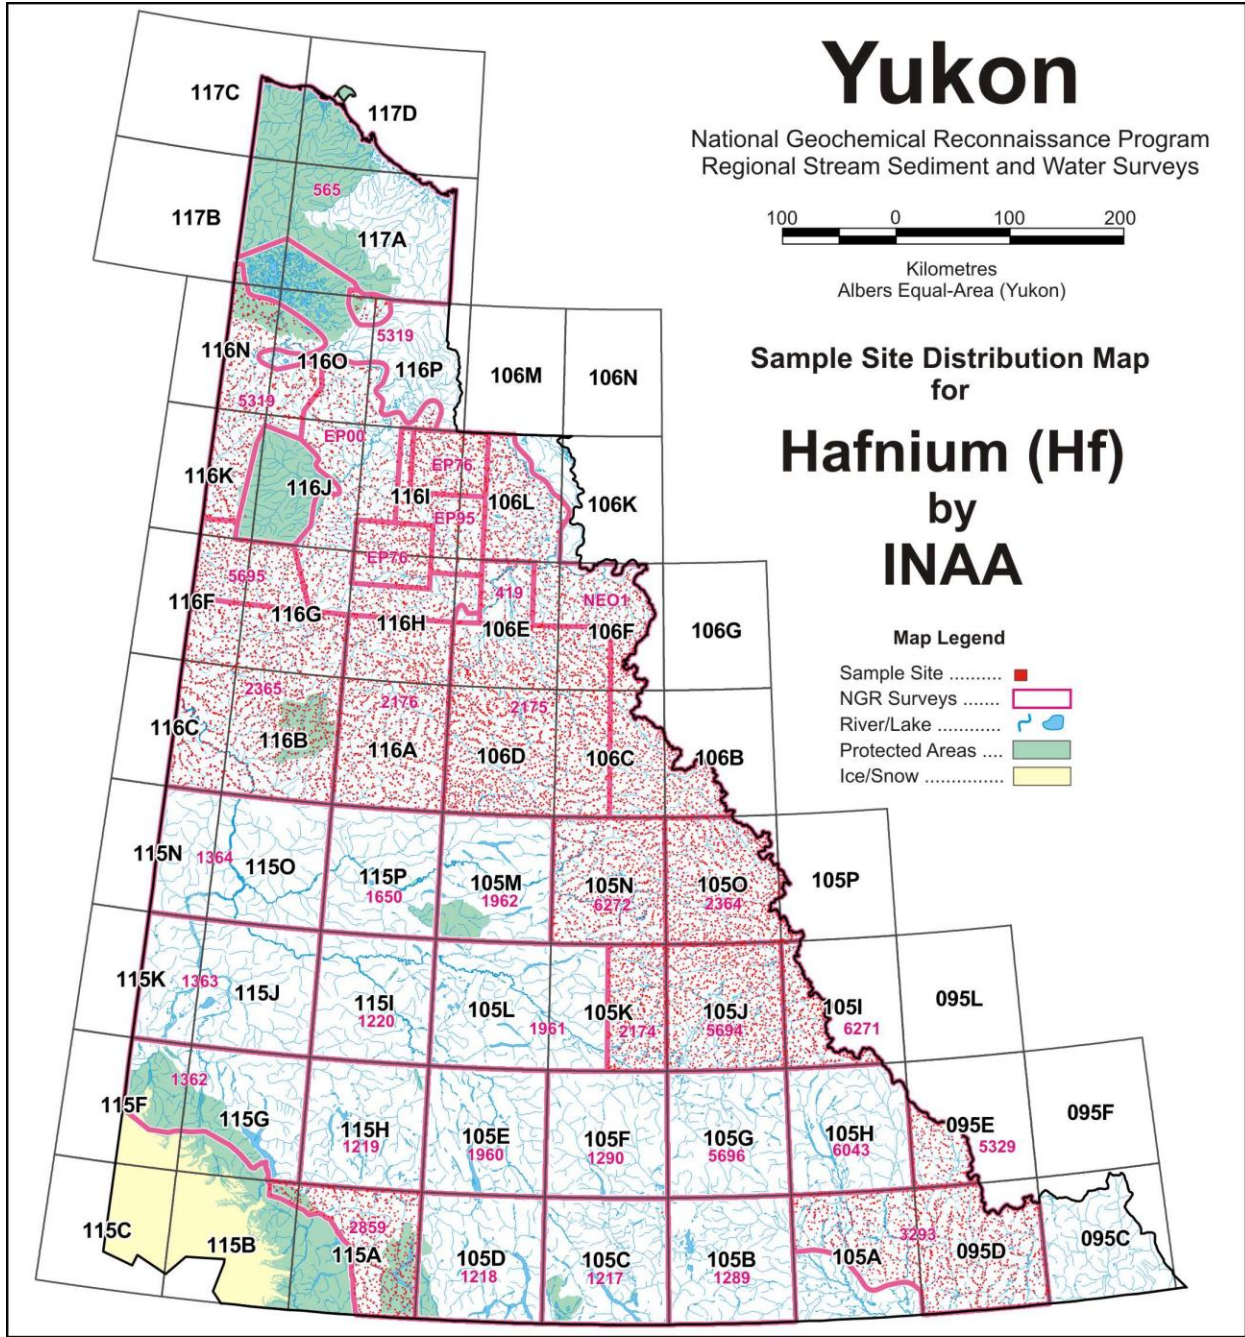 Yukon
National Geochemical Reconnaissance Program
Regional Stream Sediment and Water Surveys
100 0 100 200
Kilometres
Albers Equal-Area (Yukon)
Sample Site Distribution Map
for
Hafnium (Hf)
by
INAA
Map Legend
Sample Site ..........
NGR Surveys .......
River/Lake ............
Protected Areas ....
Ice/Snow ...............
117C
117D
565
117B
117A
5319
116N
116O
116P
106M
106N
5319
EP00
EP76
116K
116J
116I
106L
106K
EP95
EP76
5695
419
NEO1
116F
116G
116H
106E
106F
106G
2365
2176
2175
116C
116B
116A
106D
106C
106B
115N
1364
115O
115P
1650
105M
1962
105N
6272
105O
2364
105P
115K
1363
115J
115I
1220
105L
1961
105K
2174
105J
5694
105I
6271
095L
1362
115F
115G
115H
1219
105E
1960
105F
1290
105G
5696
105H
6043
095E
5329
095F
115C
115B
2859
115A
105D
1218
105C
1217
105B
1289
105A
3293
095D
095C